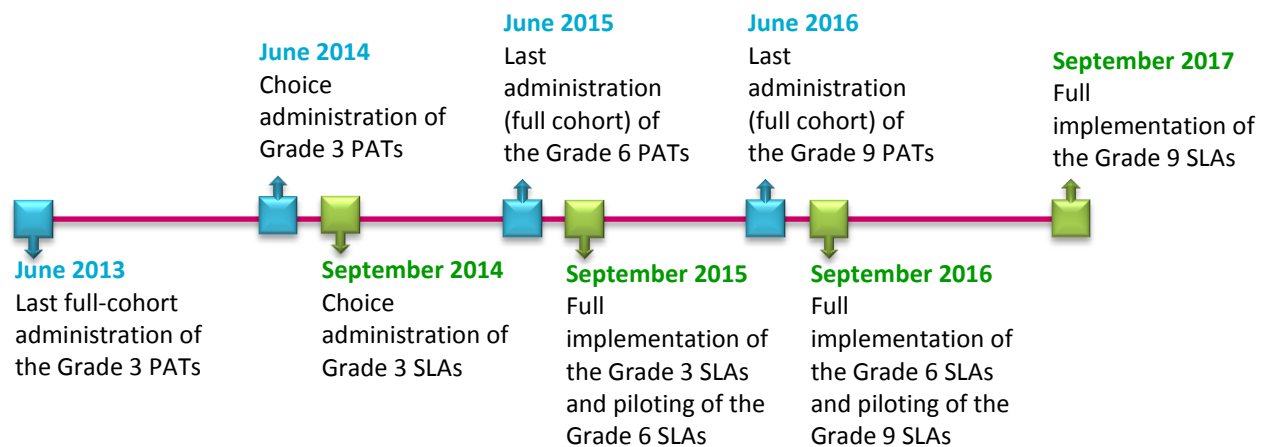 June 2013
Last full-cohort
administration of
the Grade 3 PATs
June 2014
Choice
administration of
Grade 3 PATs
September 2014
Choice
administration of
Grade 3 SLAs
June 2015
Last
administration
(full cohort) of
the Grade 6 PATs
September 2015
Full
implementation of
the Grade 3 SLAs
and piloting of the
Grade 6 SLAs
June 2016
Last
administration
(full cohort) of
the Grade 9 PATs
September 2016
Full
implementation of
the Grade 6 SLAs
and piloting of the
Grade 9 SLAs
September 2017
Full
implementation of
the Grade 9 SLAs